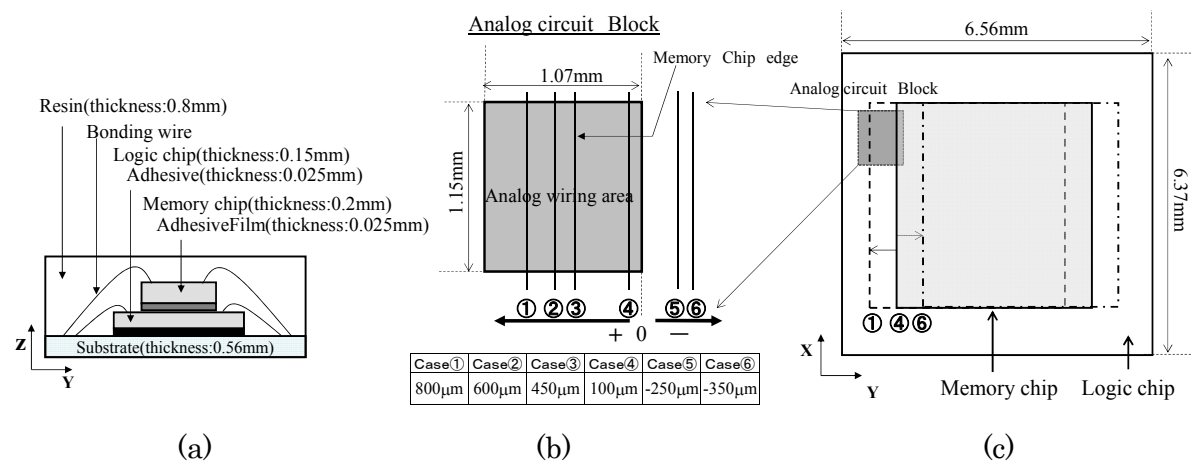 Resin(thickness:0.8mm)
Bonding wire
Logic chip(thickness:0.15mm)
Adhesive(thickness:0.025mm)
Memory chip(thickness:0.2mm)
AdhesiveFilm(thickness:0.025mm)
Substrate(thickness:0.56mm)
Z
Y
(a)
Analog circuit Block
1.07mm
Memory Chip edge
1.15mm
Analog wiring area
① ② ③ ④ ⑤ ⑥
+ 0 −
Case① Case② Case③ Case④ Case⑤ Case⑥
800μm 600μm 450μm 100μm -250μm -350μm
(b)
6.56mm
Analog circuit Block
6.37mm
① ④ ⑥
X
Y
Memory chip
Logic chip
(c)